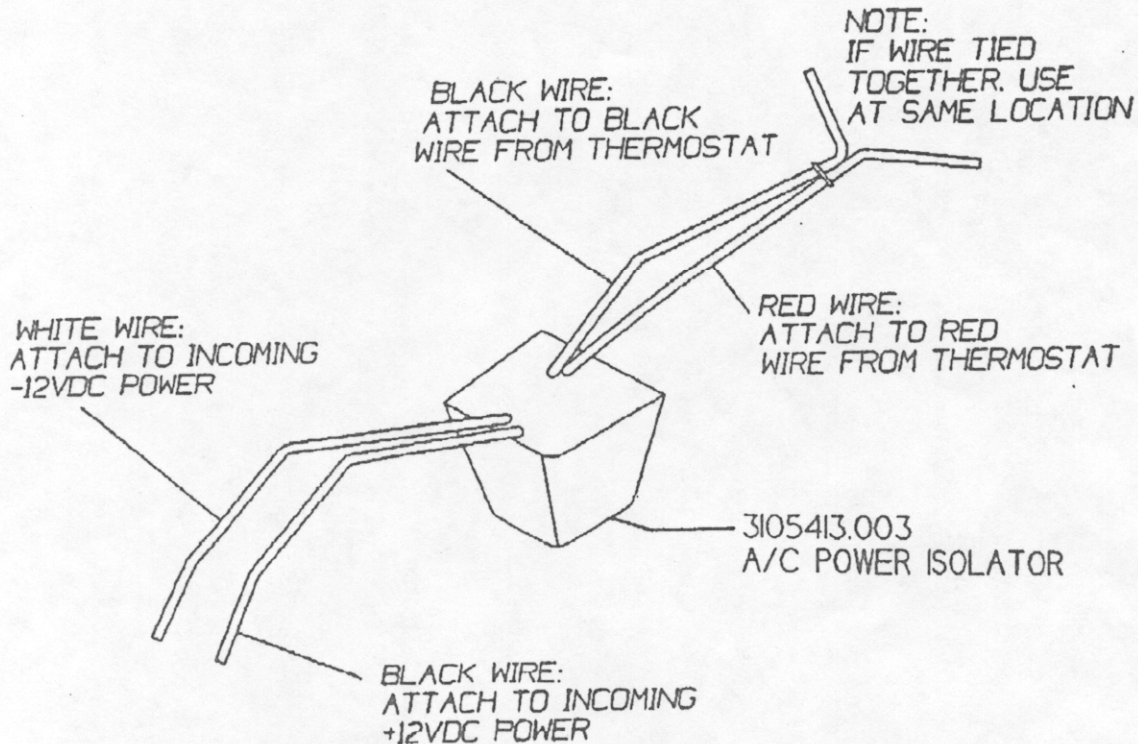 NOTE:
IF WIRE TIED
TOGETHER. USE
AT SAME LOCATION
BLACK WIRE:
ATTACH TO BLACK
WIRE FROM THERMOSTAT
RED WIRE:
ATTACH TO RED
WIRE FROM THERMOSTAT
WHITE WIRE:
ATTACH TO INCOMING
-12VDC POWER
3105413.003
A/C POWER ISOLATOR
BLACK WIRE:
ATTACH TO INCOMING
+12VDC POWER